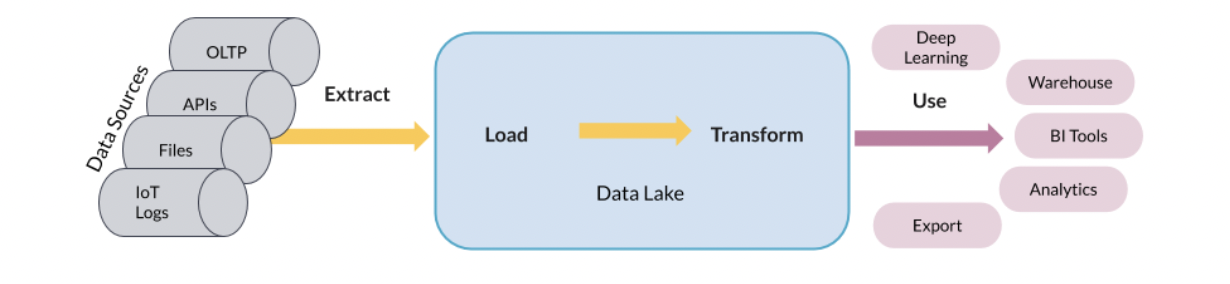 Data Sources
OLTP
APIs
Files
IoT
Logs
Extract
Load
Transform
Data Lake
Use
Deep
Learning
Warehouse
BI Tools
Analytics
Export